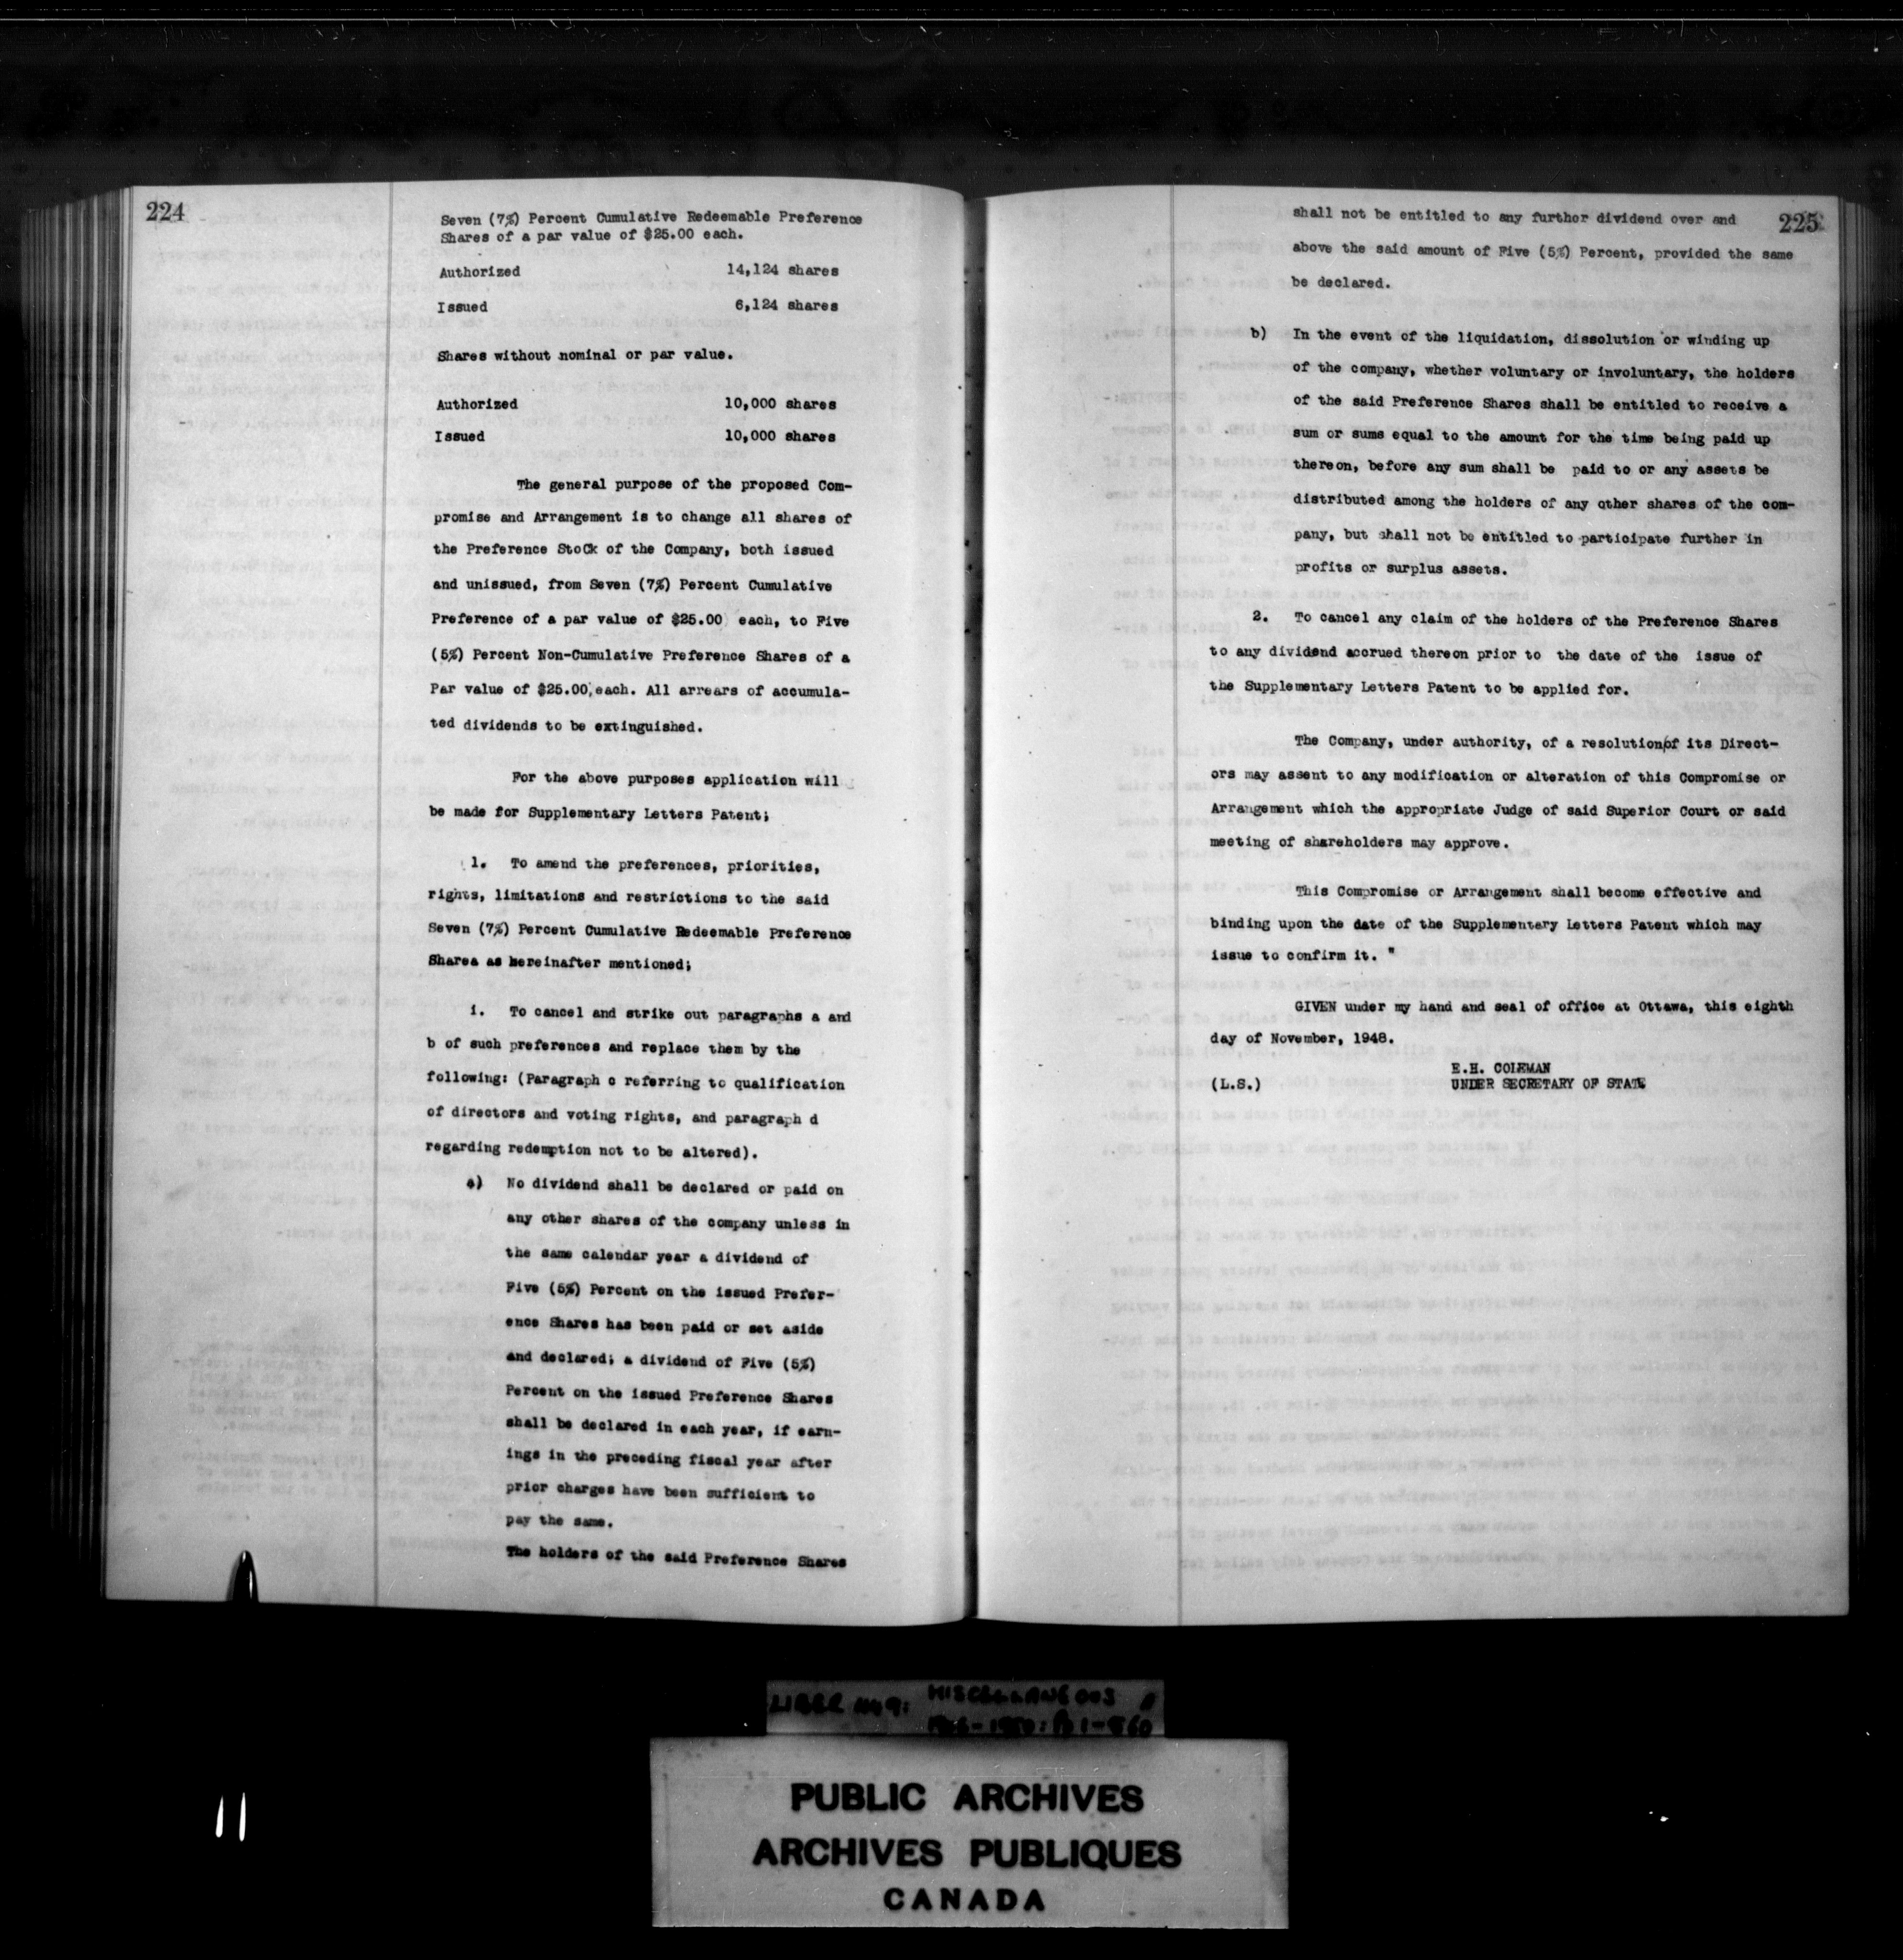 224
Seven (7%) Percent Cumulative Redeemable Preference
Shares of a par value of $25.00 each.
Authorized 14,124 shares
Issued 6,124 shares
Shares without nominal or par value.
Authorized 10,000 shares
Issued 10,000 shares
The general purpose of the proposed Com-
promise and Arrangement is to change all shares of
the Preference StoCk of the Company, both issued
and unissued, from Seven (7%) Percent Cumulative
Preference of a par value of $25.00 each, to Five
(5%) Percent Non-Cumulative Preference Shares of a
Par value of $25.00,each. All arrears of accumula-
ted dividends to be extinguished.
For the above purposes application will
be made for Supplementary Letters Patent;
1. To amend the preferences, priorities,
rights, limitations and restrictions to the said
Seven (7%) Percent Cumulative Redeemable Preference
Shares as hereinafter mentioned;
i. To cancel and strike out paragraphs a and
b of such preferences and replace them by the
following: (Paragraph c referring to qualification
of directors and voting rights, and paragraph d
regarding redemption not to be altered).
a) No dividend shall be declared or paid on
any other shares of the company unless in
the same calendar year a dividend of
Five (5%) Percent on the issued Prefer-
ence Shares has been paid or set aside
and declared; a dividend of Five (5%)
Percent on the issued Preference Shares
shall be declared in each year, if earn-
ings in the preceding fiscal year after
prior charges have been sufficient to
pay the same.
The holders of the said Preference Shares
225
shall not be entitled to any further dividend over and
above the said amount of Five (5%) Percent, provided the same
be declared.
b) In the event of the liquidation, dissolution or winding up
of the company, whether voluntary or involuntary, the holders
of the said Preference Shares shall be entitled to receive a
sum or sums equal to the amount for the time being paid up
thereon, before any sum shall be paid to or any assets be
distributed among the holders of any other shares of the com-
pany, but shall not be entitled to participate further in
profits or surplus assets.
2. To cancel any claim of the holders of the Preference Shares
to any dividend accrued thereon prior to the date of the issue of
the Supplementary Letters Patent to be applied for.
The Company, under authority, of a resolution/of its Direct-
ors may assent to any modification or alteration of this Compromise or
Arrangement which the appropriate Judge of said Superior Court or said
meeting of shareholders may approve.
This Compromise or Arrangement shall become effective and
binding upon the date of the Supplementary Letters Patent which may
issue to confirm it. "
GIVEN under my hand and seal of office at Ottawa, this eighth
day of November, 1948.
E.H. COLEMAN
(L.S.) UNDER SECRETARY OF STATE
LIBER 449: MISCELLANEOUS
PUBLIC ARCHIVES
ARCHIVES PUBLIQUES
CANADA